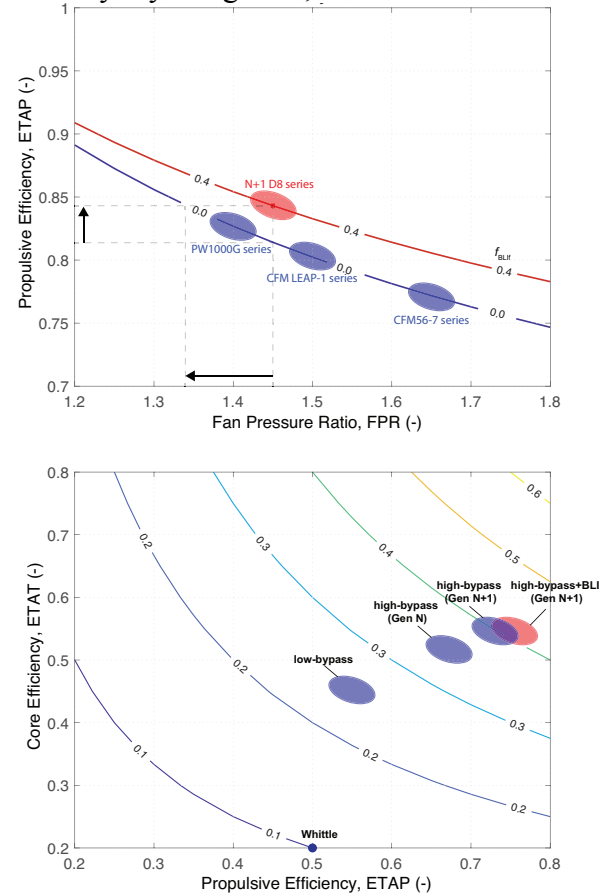 1
0.95
0.9
0.85
0.8
0.75
0.7
Propulsive Efficiency, ETAP (-)
0.4
N+1 D8 series
0.0
0.4
PW1000G series
CFM LEAP-1 series
0.0
f_BLIf
0.4
CFM56-7 series
0.0
1.2 1.3 1.4 1.5 1.6 1.7 1.8
Fan Pressure Ratio, FPR (-)
0.8
0.7
0.6
0.5
0.4
0.3
0.2
Core Efficiency, ETAT (-)
0.6
0.2
0.3
0.4
0.5
high-bypass
(Gen N+1)
high-bypass+BLI
(Gen N+1)
high-bypass
(Gen N)
low-bypass
0.2
0.3
0.3
0.2
0.2
0.1
0.1
Whittle
0.2 0.3 0.4 0.5 0.6 0.7 0.8
Propulsive Efficiency, ETAP (-)